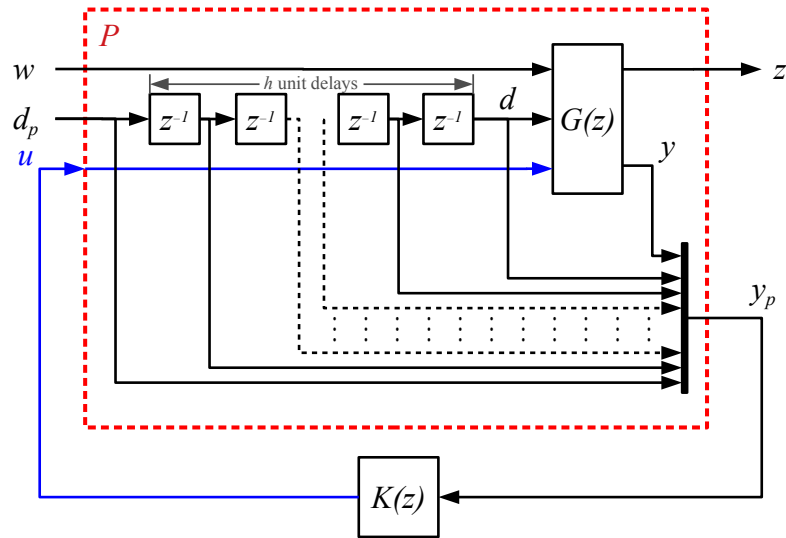 P
w
z
h unit delays
d_p
z⁻¹
z⁻¹
z⁻¹
z⁻¹
d
G(z)
u
y
y_p
K(z)